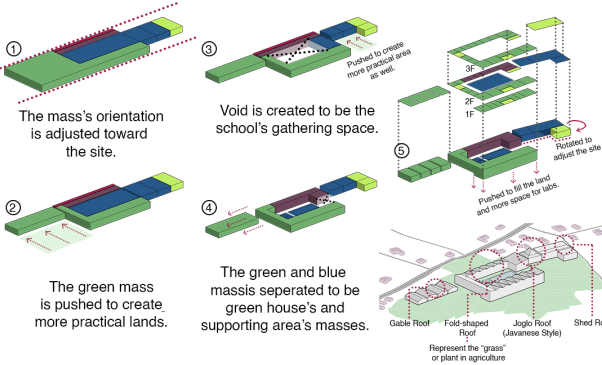 1
The mass's orientation
is adjusted toward
the site.
2
The green mass
is pushed to create
more practical lands.
3
Pushed to create
more practical area
as well.
Void is created to be the
school's gathering space.
4
The green and blue
massis seperated to be
green house's and
supporting area's masses.
3F
2F
1F
5
Rotated to
adjust the site
Pushed to fill the land
and more space for labs.
Gable Roof
Fold-shaped
Roof
Joglo Roof
(Javanese Style)
Shed Ro
Represent the "grass"
or plant in agriculture